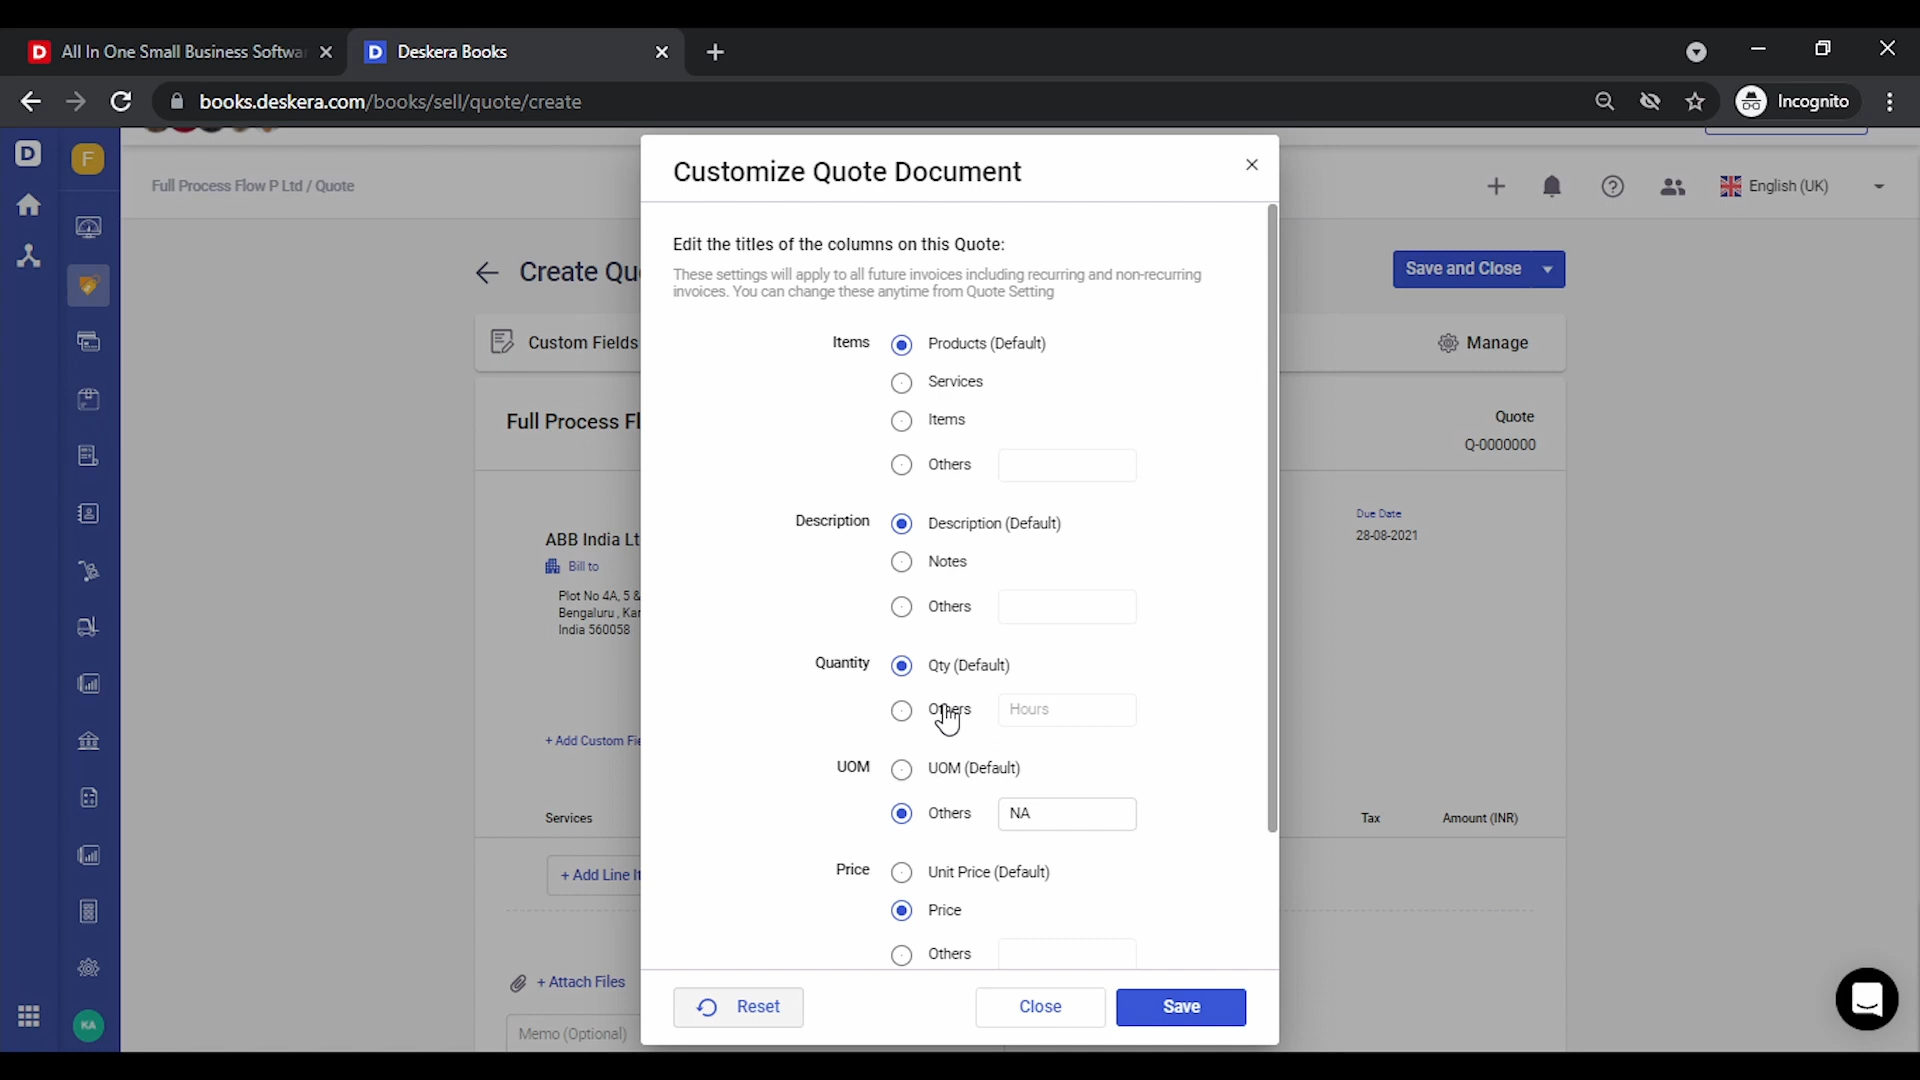 D All In One Small Business Softwa
D Deskera Books
books.deskera.com/books/sell/quote/create
Incognito
D
F
Full Process Flow P Ltd / Quote
English (UK)
Customize Quote Document
Create Qu
Save and Close
Edit the titles of the columns on this Quote:
These settings will apply to all future invoices including recurring and non-recurring
invoices. You can change these anytime from Quote Setting
Custom Fields
Manage
Items Products (Default)
Services
Items
Others
Full Process Fl
Quote
Q-0000000
Description Description (Default)
Notes
Others
ABB India Lt
Bill to
Plot No 4A, 5 &
Bengaluru, Kar
India 560058
Due Date
28-08-2021
Quantity Qty (Default)
Others Hours
+ Add Custom Fie
UOM UOM (Default)
Others NA
Services
Tax Amount (INR)
Price Unit Price (Default)
Price
Others
+ Add Line It
+ Attach Files
Memo (Optional)
Reset Close Save
KA